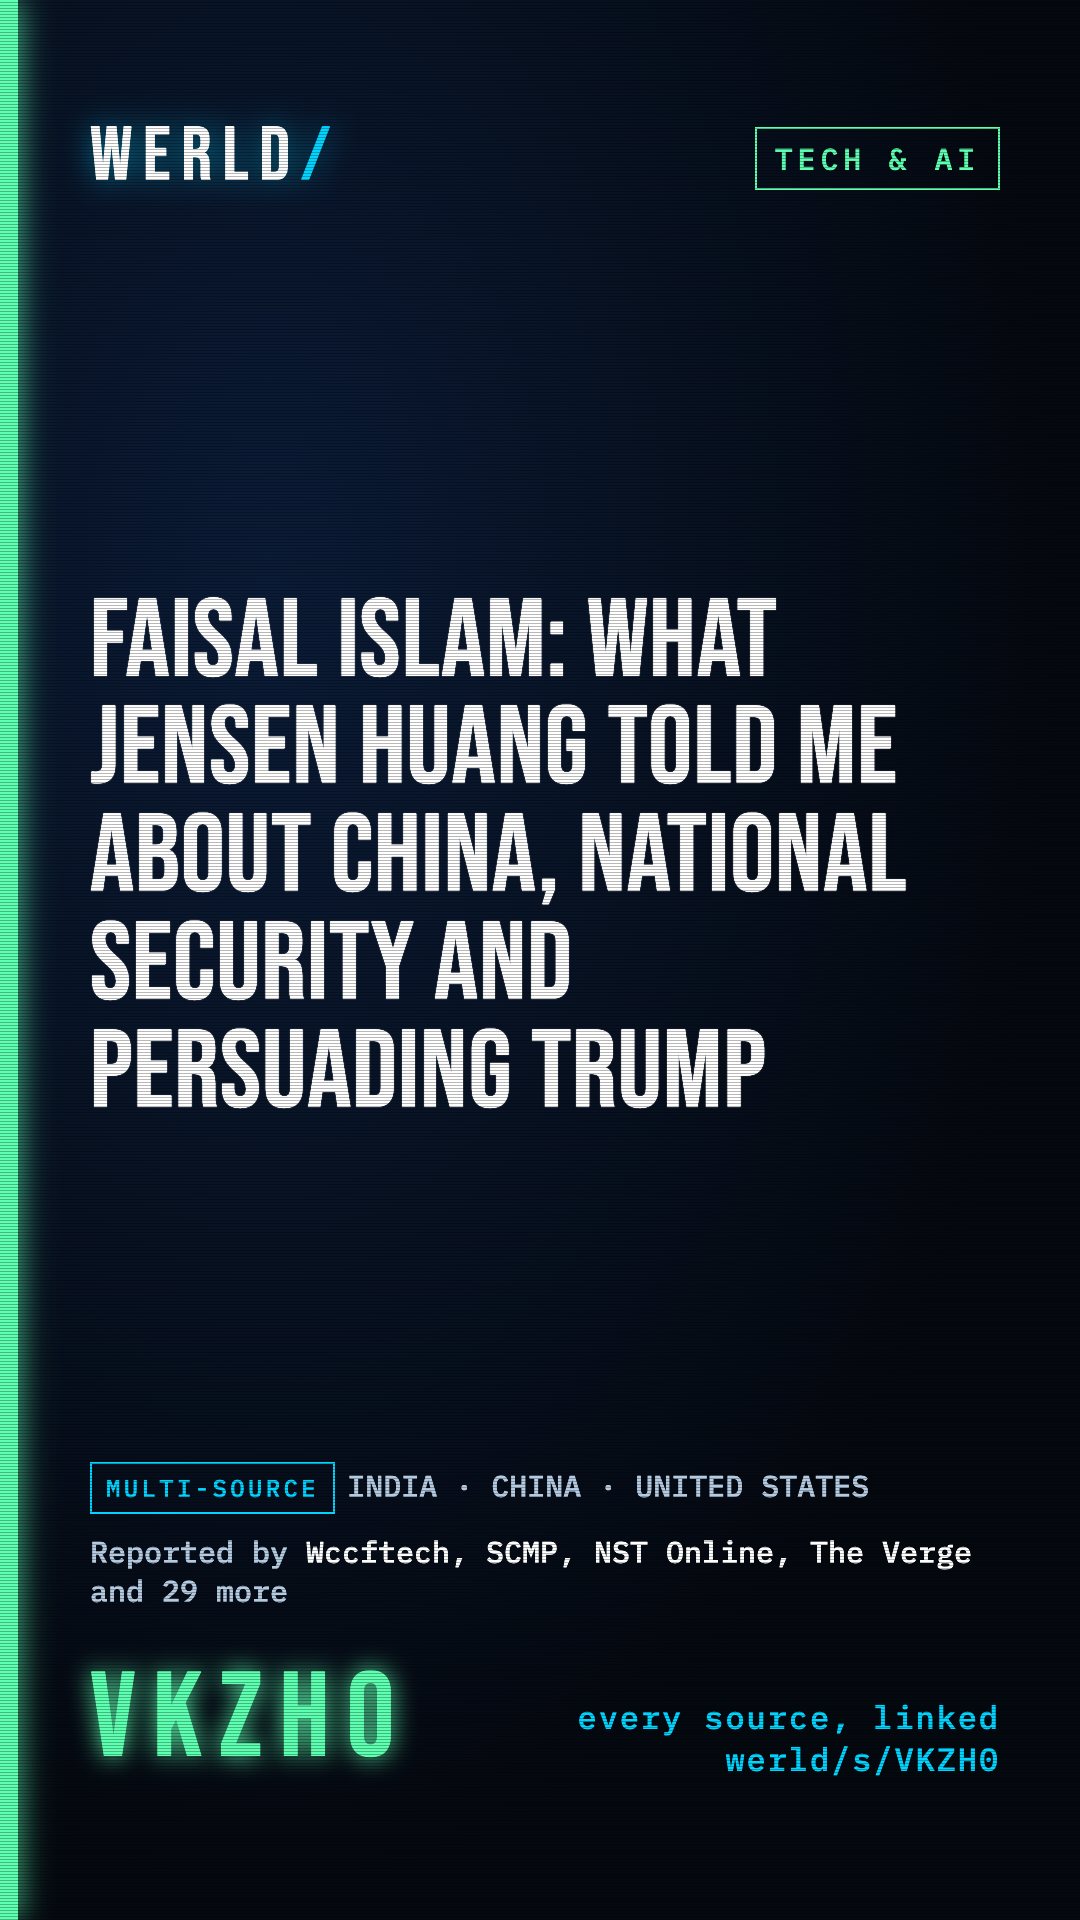 WERLD/
TECH & AI
FAISAL ISLAM: WHAT
JENSEN HUANG TOLD ME
ABOUT CHINA, NATIONAL
SECURITY AND
PERSUADING TRUMP
MULTI-SOURCE INDIA · CHINA · UNITED STATES
Reported by Wccftech, SCMP, NST Online, The Verge
and 29 more
VKZH0
every source, linked
werld/s/VKZH0